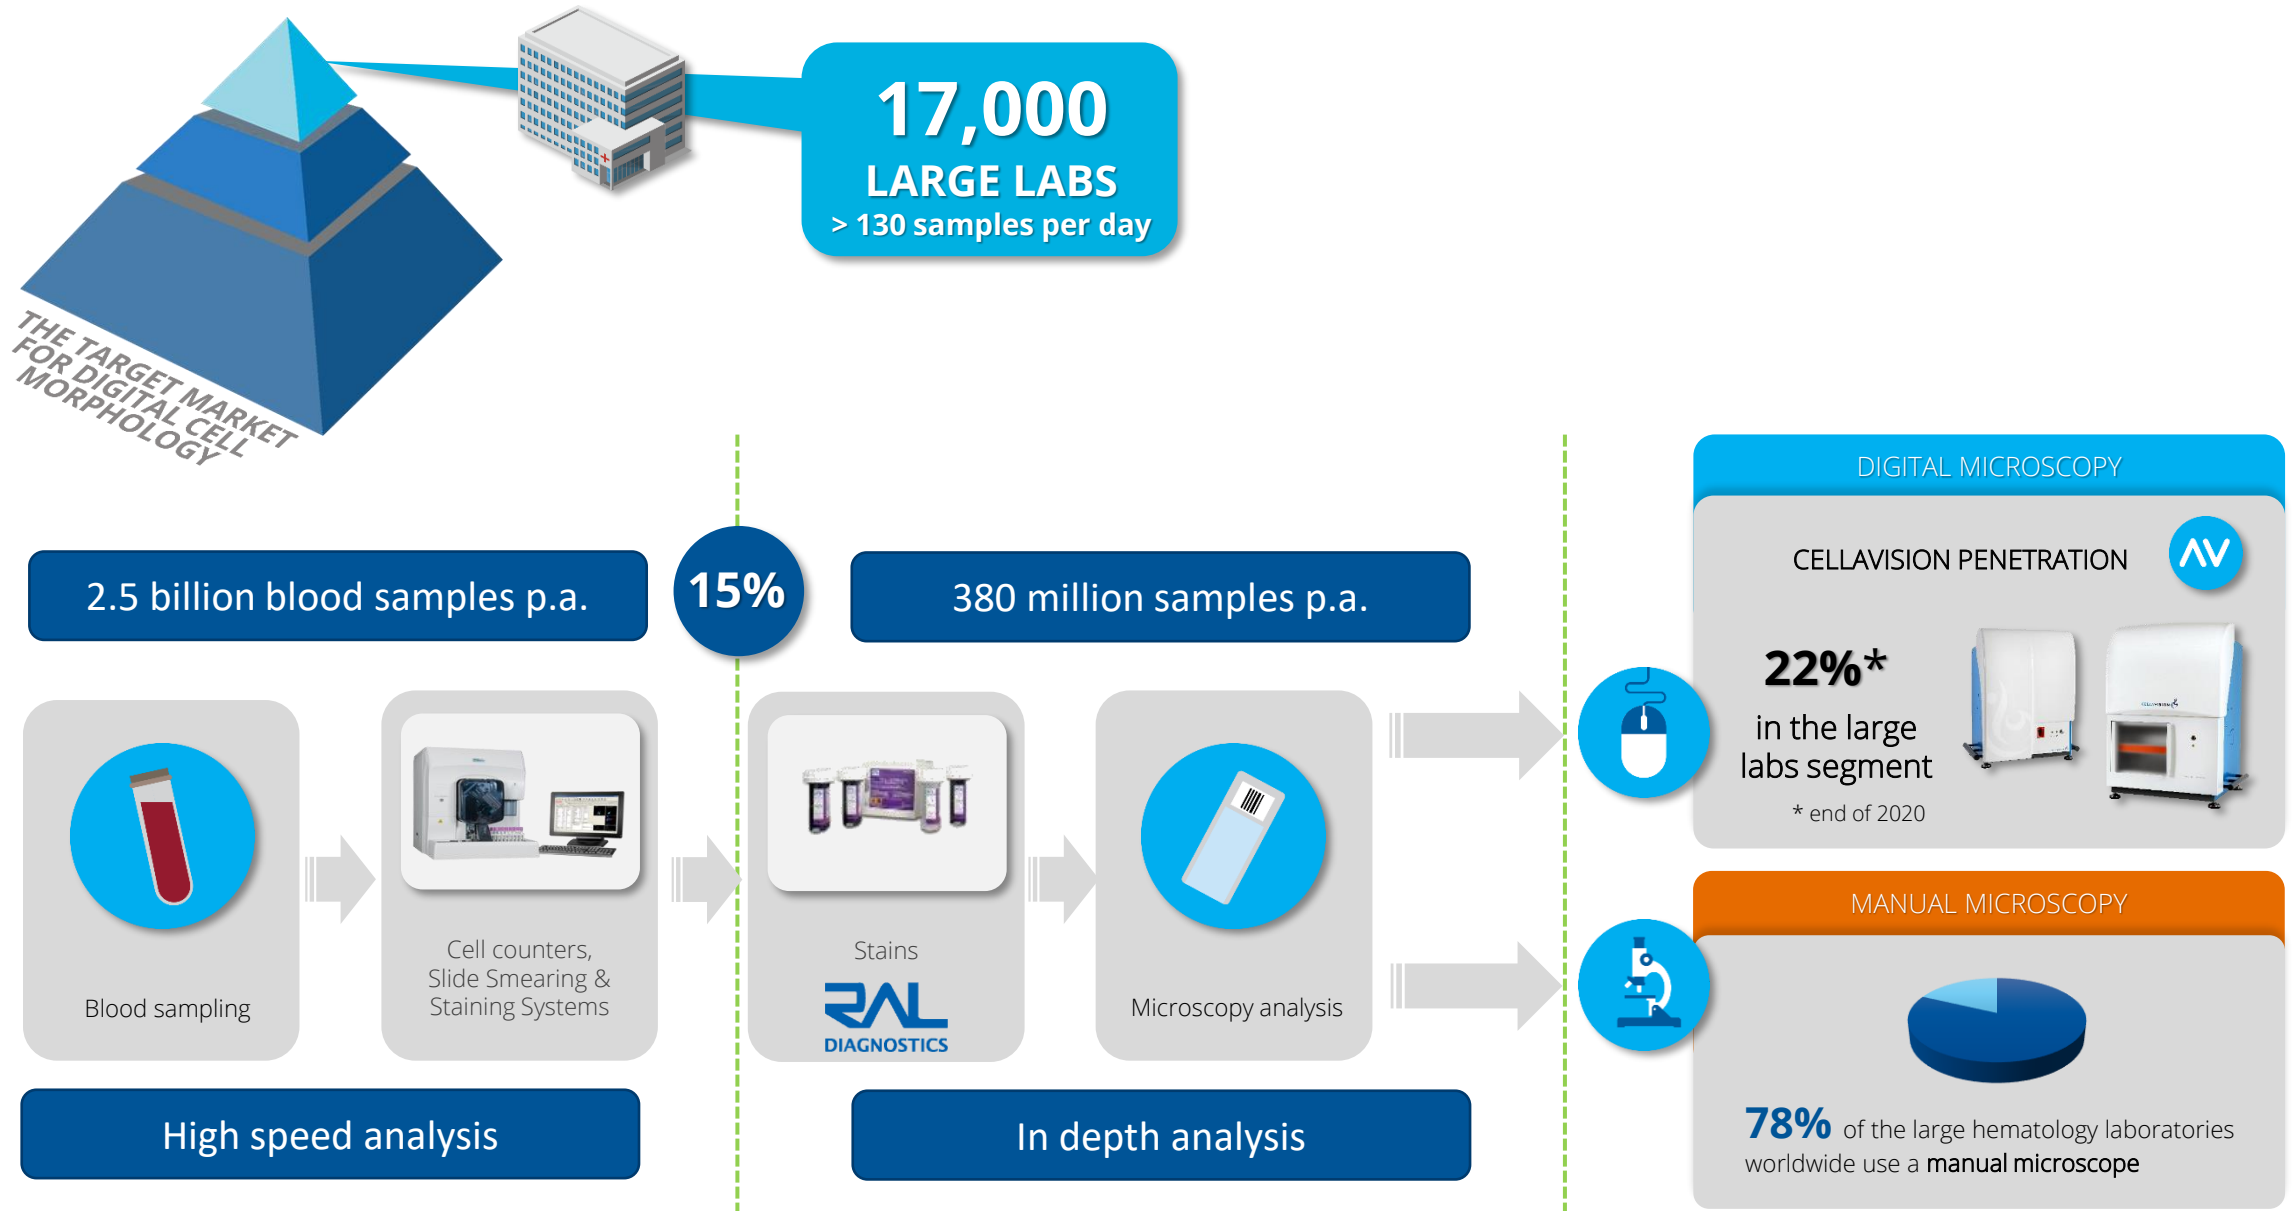 17,000
LARGE LABS
> 130 samples per day
THE TARGET MARKET
FOR DIGITAL CELL
MORPHOLOGY
2.5 billion blood samples p.a.
15%
380 million samples p.a.
Blood sampling
Cell counters,
Slide Smearing &
Staining Systems
Stains
RAL
DIAGNOSTICS
Microscopy analysis
High speed analysis
In depth analysis
DIGITAL MICROSCOPY
CELLAVISION PENETRATION
22%*
in the large
labs segment
* end of 2020
CELLAVISION
MANUAL MICROSCOPY
78% of the large hematology laboratories
worldwide use a manual microscope